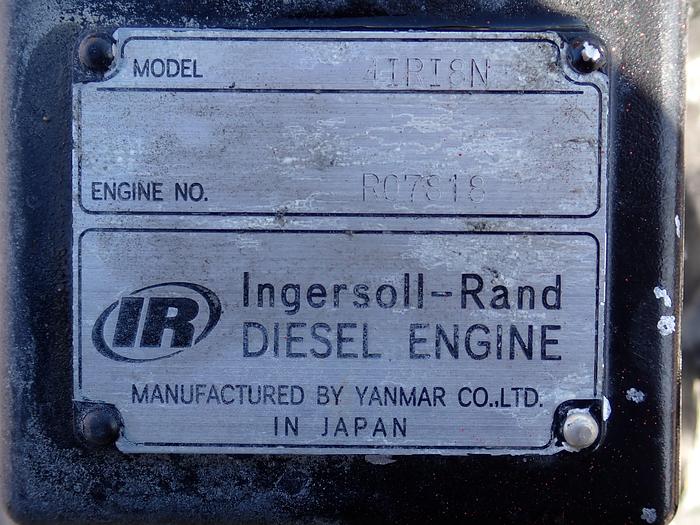 MODEL 4IRI8N
ENGINE NO. R07818
IR Ingersoll-Rand
DIESEL ENGINE
MANUFACTURED BY YANMAR CO.,LTD.
IN JAPAN